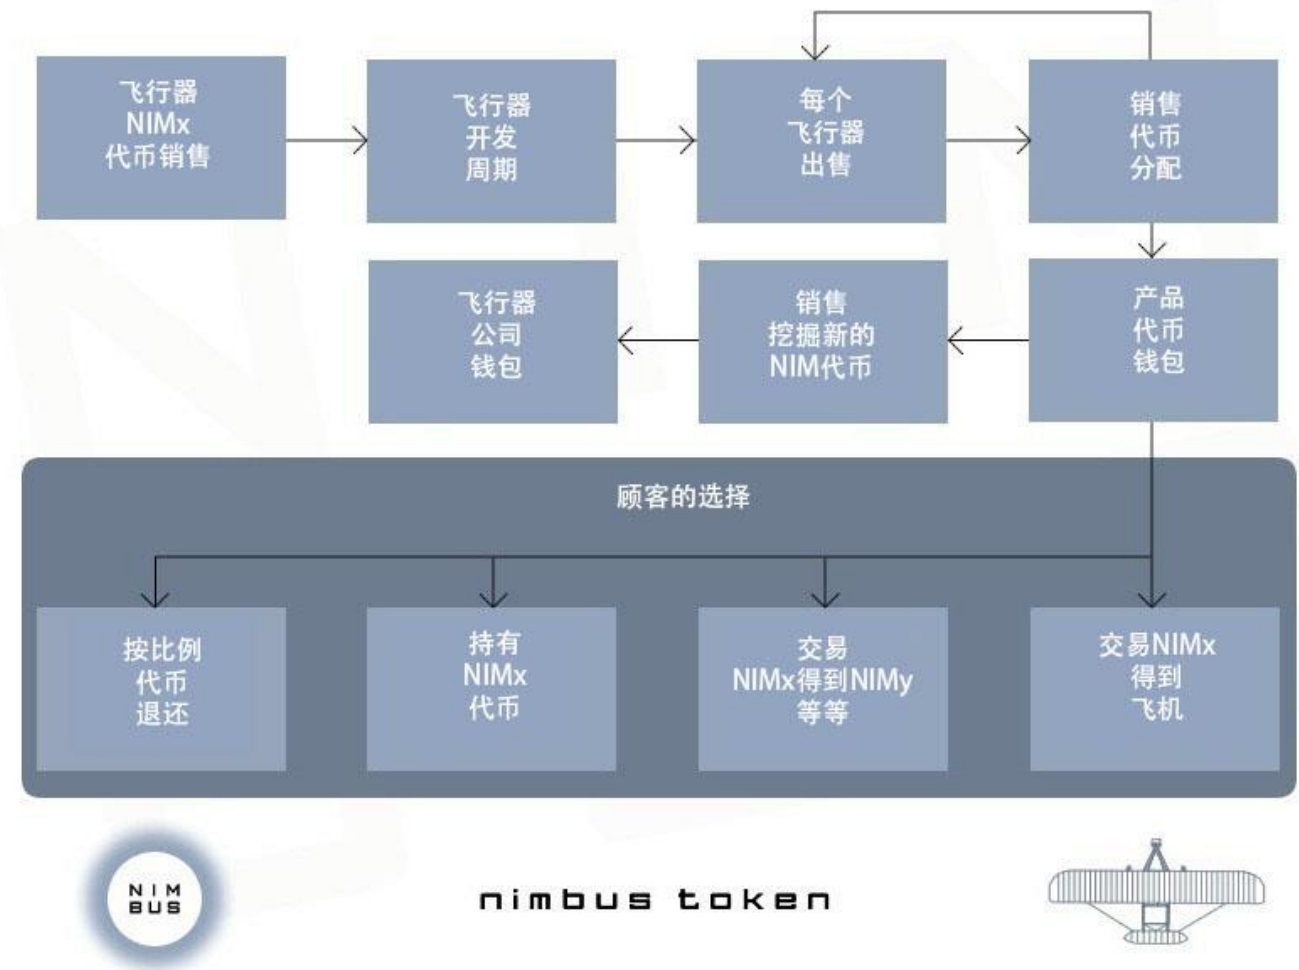 飞行器
NIMx
代币销售
飞行器
开发
周期
每个
飞行器
出售
销售
代币
分配
飞行器
公司
钱包
销售
挖掘新的
NIM代币
产品
代币
钱包
顾客的选择
按比例
代币
退还
持有
NIMx
代币
交易
NIMx得到NIMy
等等
交易NIMx
得到
飞机
NIM
BUS
nimbus token